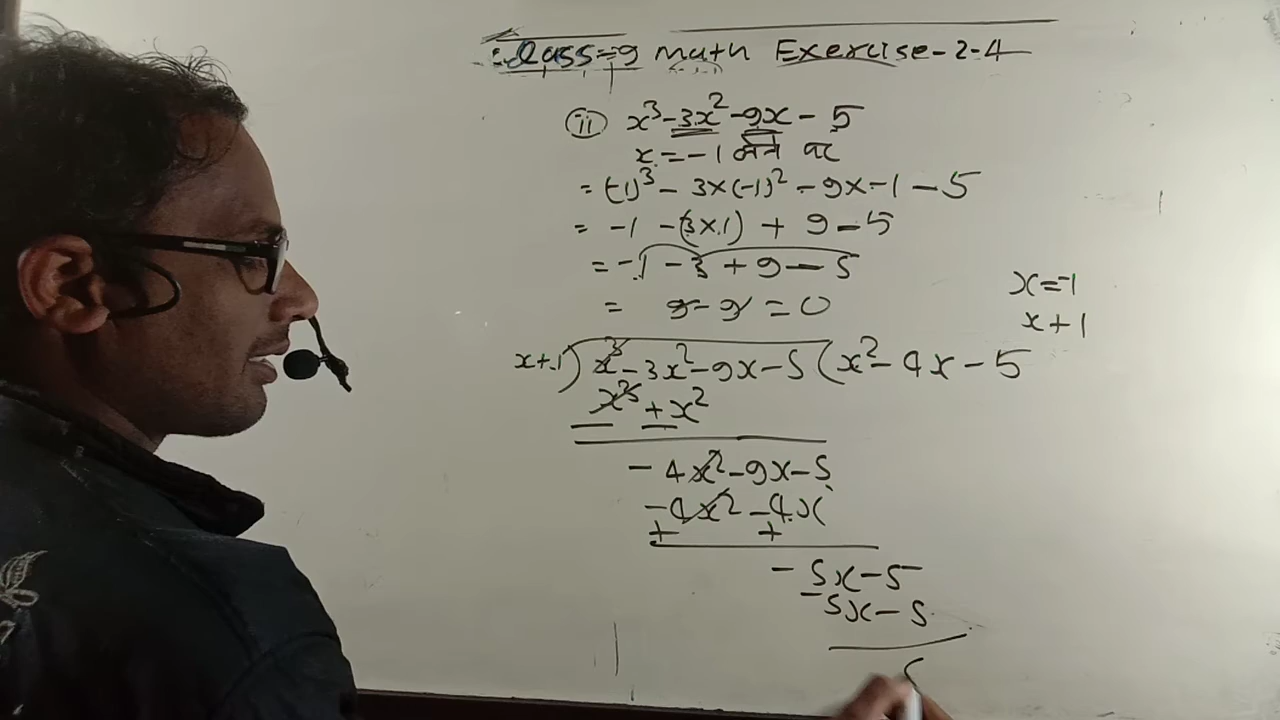 Class-9 Math Exercise-2.4
(ii) x³-3x²-9x-5
x=-1 लेने पर
=(-1)³-3×(-1)²-9×-1-5
= -1 -(3×1) + 9-5
= -1-3+9-5
= 9-9=0
x=-1
x+1
x+1)x³-3x²-9x-5(x²-4x-5
x³+x²
- -
-4x²-9x-5
-4x²-4x
+ +
-5x-5
-5x-5